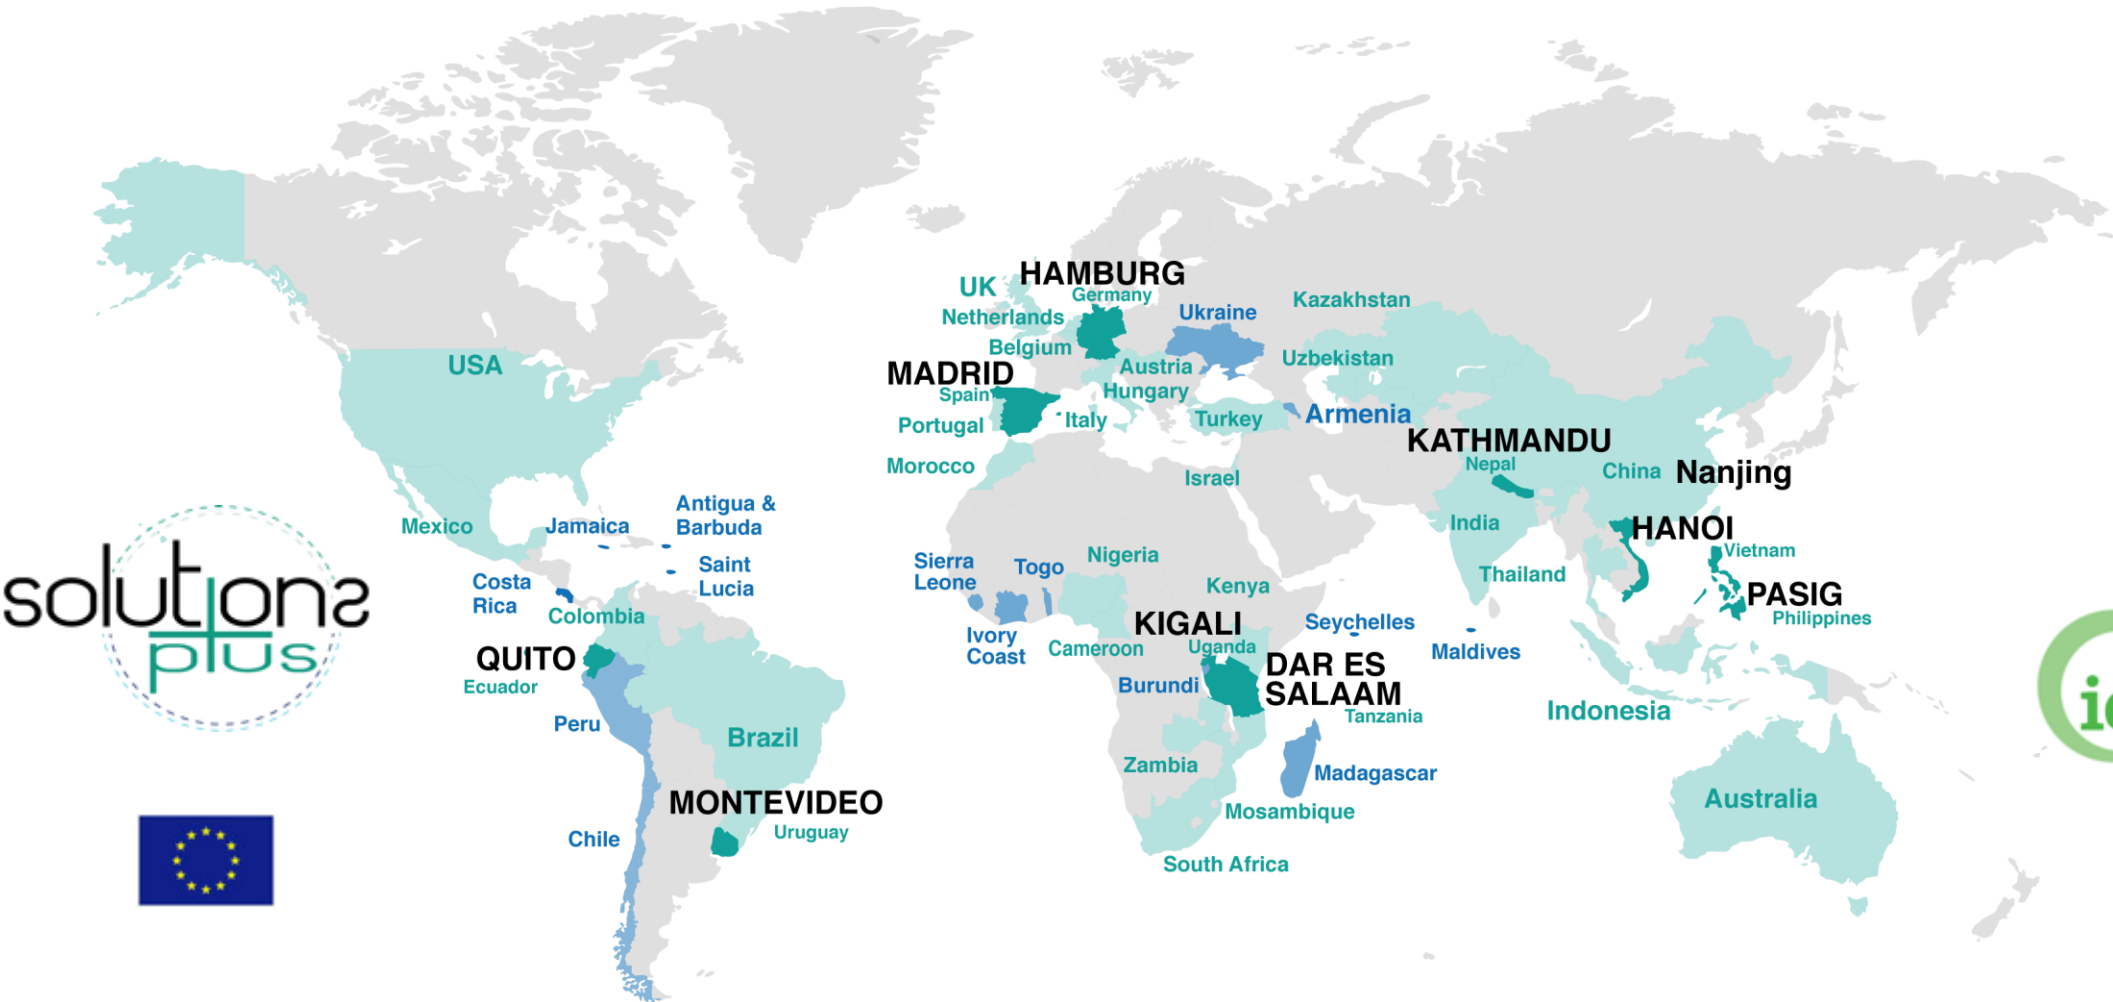 HAMBURG
UK
Germany
Netherlands
Ukraine
Kazakhstan
Belgium
Uzbekistan
USA
Austria
MADRID
Hungary
Spain
Italy
Turkey
Armenia
Portugal
KATHMANDU
Morocco
Nepal
China
Nanjing
Israel
Antigua &
Barbuda
Mexico
Jamaica
India
HANOI
Vietnam
Sierra
Leone
Togo
Nigeria
Saint
Lucia
Thailand
Costa
Rica
Kenya
PASIG
Philippines
solutions
plus
Colombia
KIGALI
Seychelles
Ivory
Coast
Cameroon
Uganda
Maldives
QUITO
Ecuador
DAR ES
SALAAM
Burundi
Tanzania
Indonesia
Peru
Brazil
Zambia
Madagascar
MONTEVIDEO
Uruguay
Mosambique
Australia
Chile
South Africa